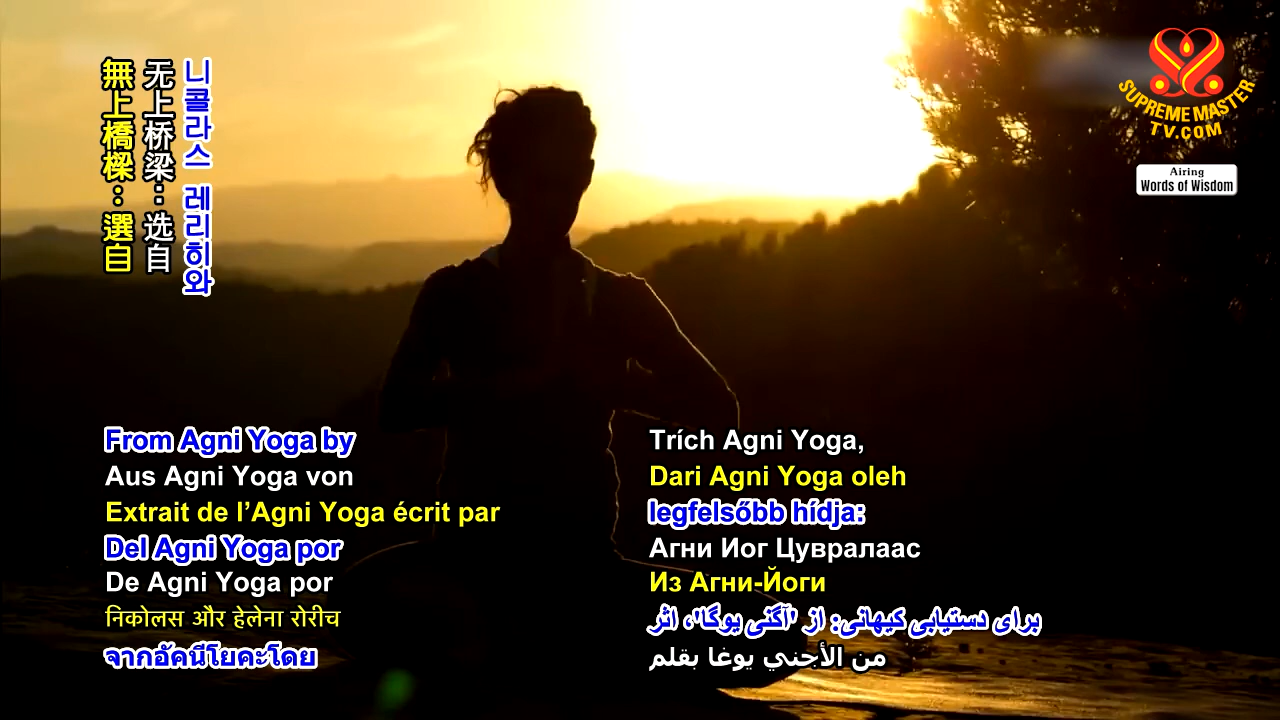 無上橋樑：選自
无上桥梁：选自
니콜라스 레리히와
SUPREME MASTER
TV.COM
Airing
Words of Wisdom
From Agni Yoga by
Aus Agni Yoga von
Extrait de l’Agni Yoga écrit par
Del Agni Yoga por
De Agni Yoga por
निकोलस और हेलेना रोरीच
จากอัคนีโยคะโดย
Trích Agni Yoga,
Dari Agni Yoga oleh
legfelsőbb hídja:
Агни Иог Цувралаас
Из Агни-Йоги
برای دستیابی کیهانی: از 'آگنی یوگا'، اثر
من الأجني يوغا بقلم